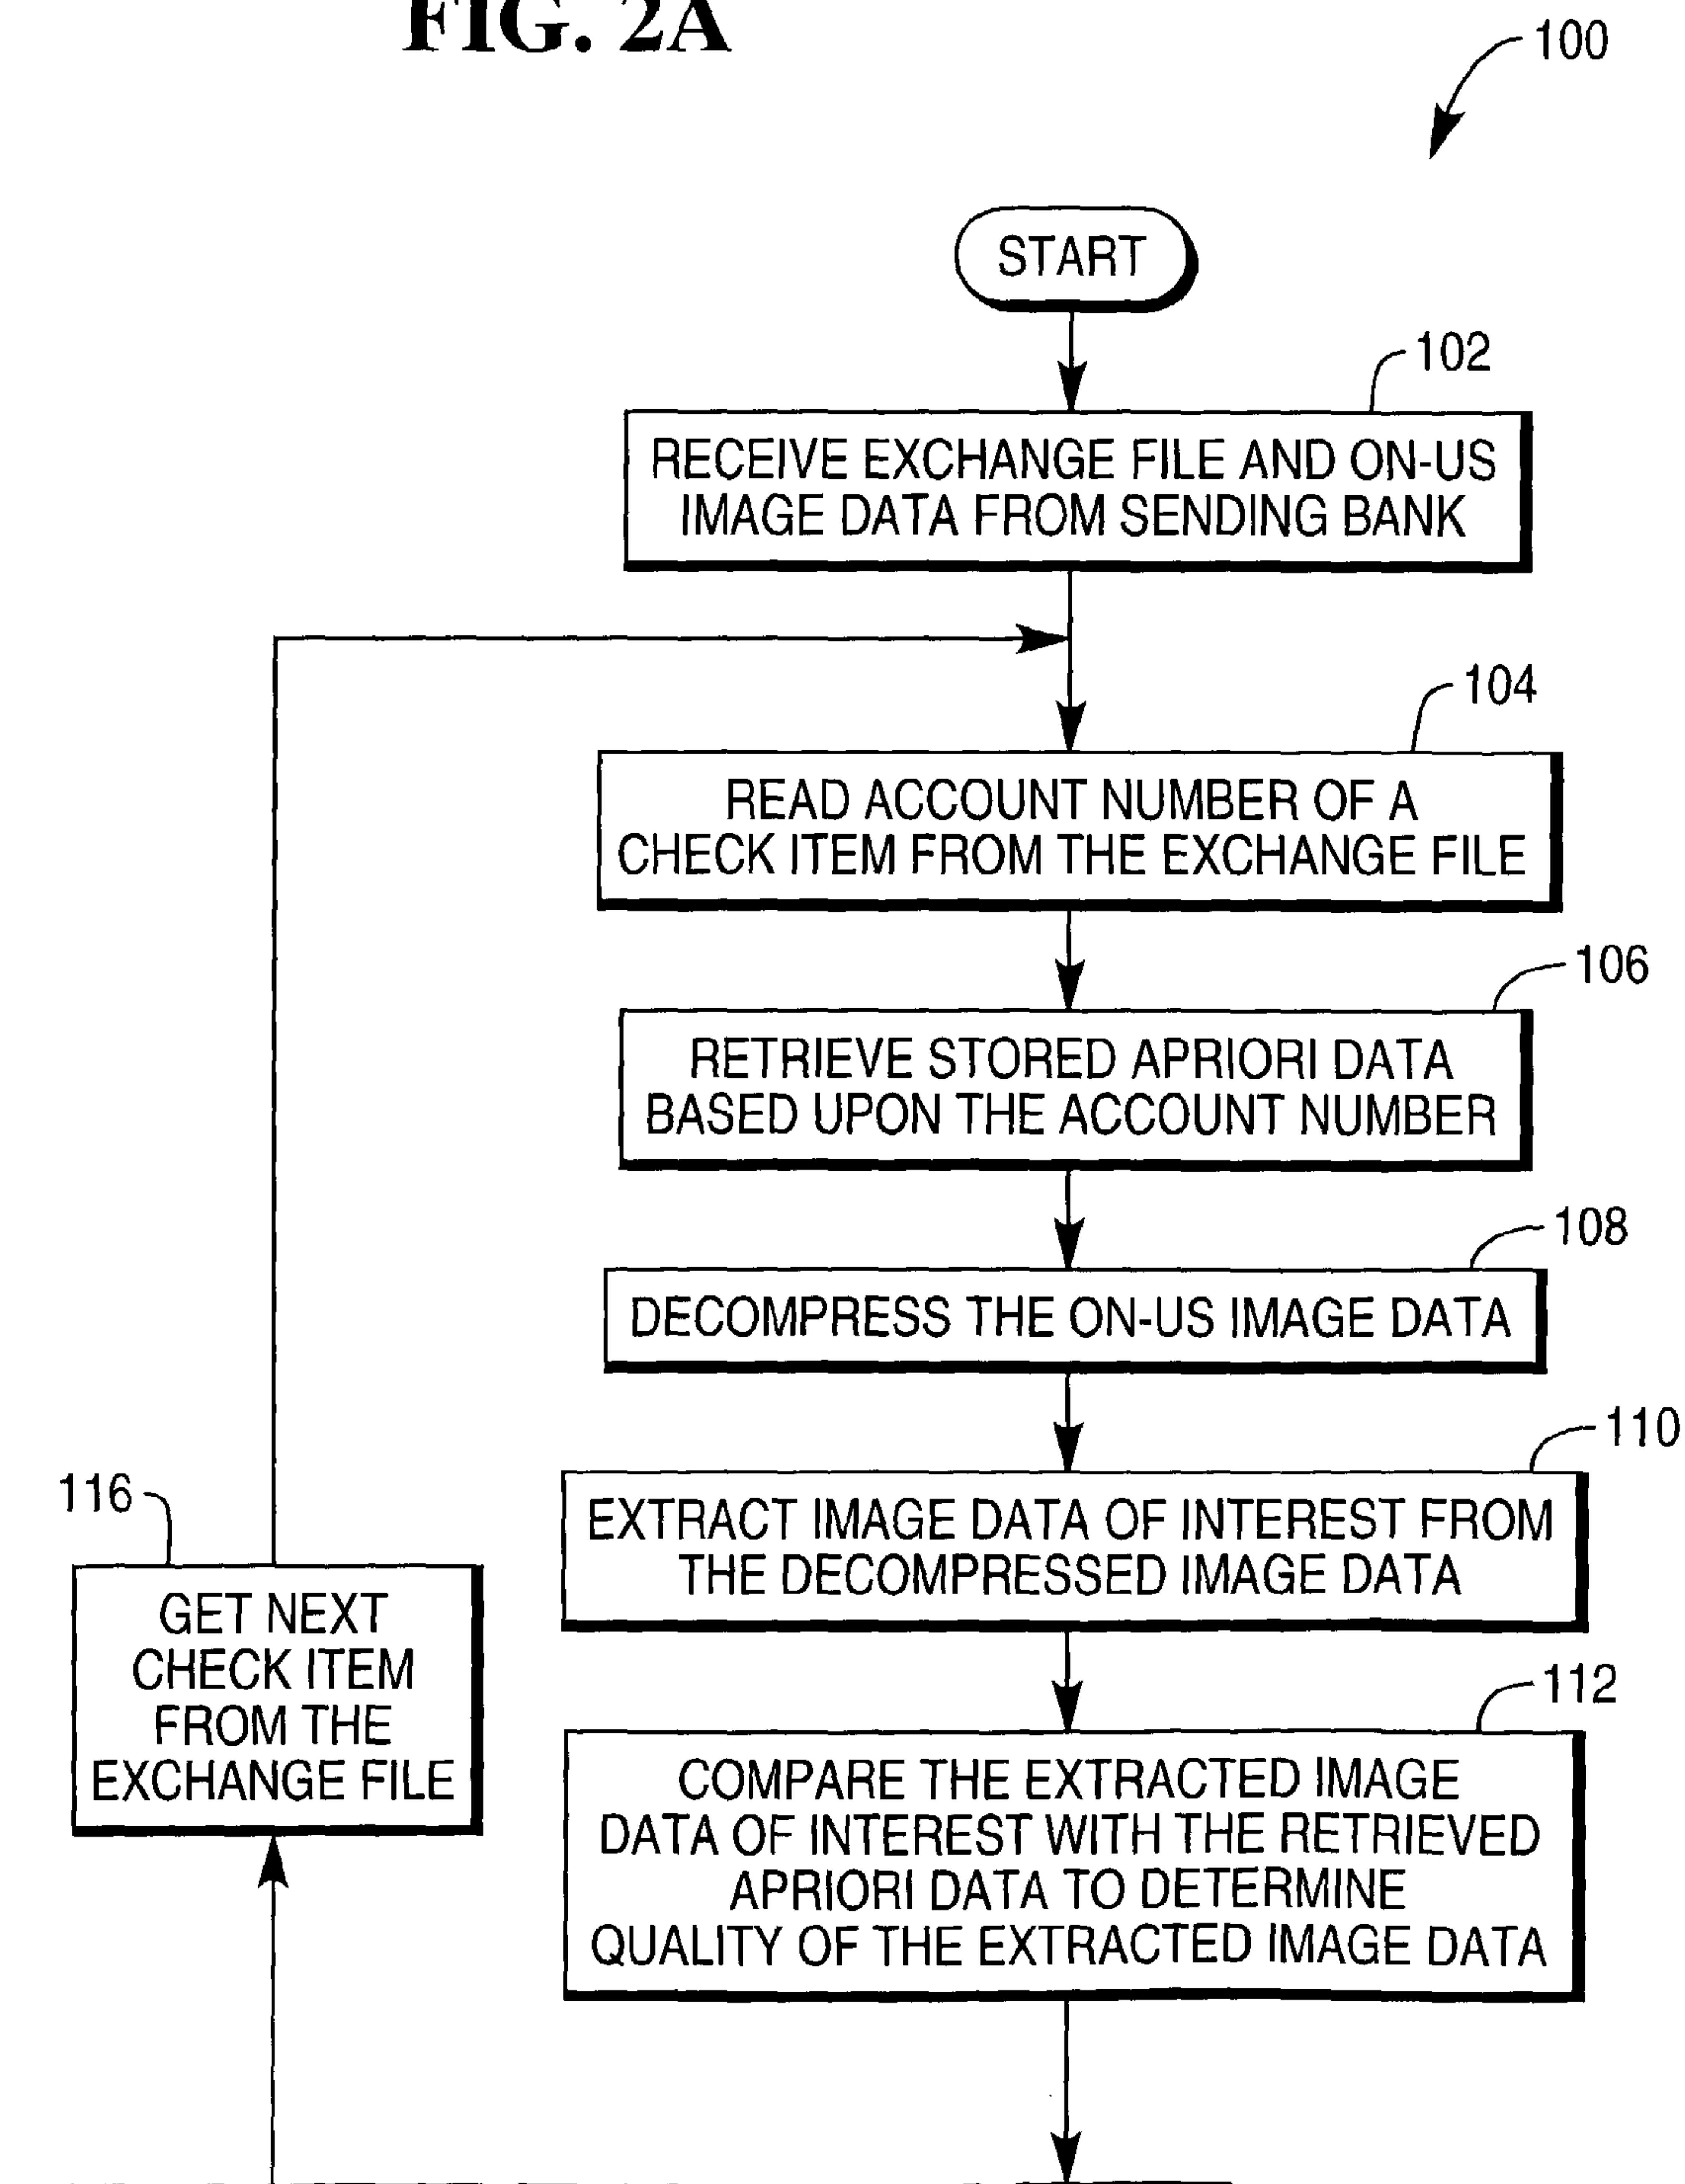 FIG. 2A
100
START
102
RECEIVE EXCHANGE FILE AND ON-US
IMAGE DATA FROM SENDING BANK
104
READ ACCOUNT NUMBER OF A
CHECK ITEM FROM THE EXCHANGE FILE
106
RETRIEVE STORED APRIORI DATA
BASED UPON THE ACCOUNT NUMBER
108
DECOMPRESS THE ON-US IMAGE DATA
110
EXTRACT IMAGE DATA OF INTEREST FROM
THE DECOMPRESSED IMAGE DATA
116
GET NEXT
CHECK ITEM
FROM THE
EXCHANGE FILE
112
COMPARE THE EXTRACTED IMAGE
DATA OF INTEREST WITH THE RETRIEVED
APRIORI DATA TO DETERMINE
QUALITY OF THE EXTRACTED IMAGE DATA